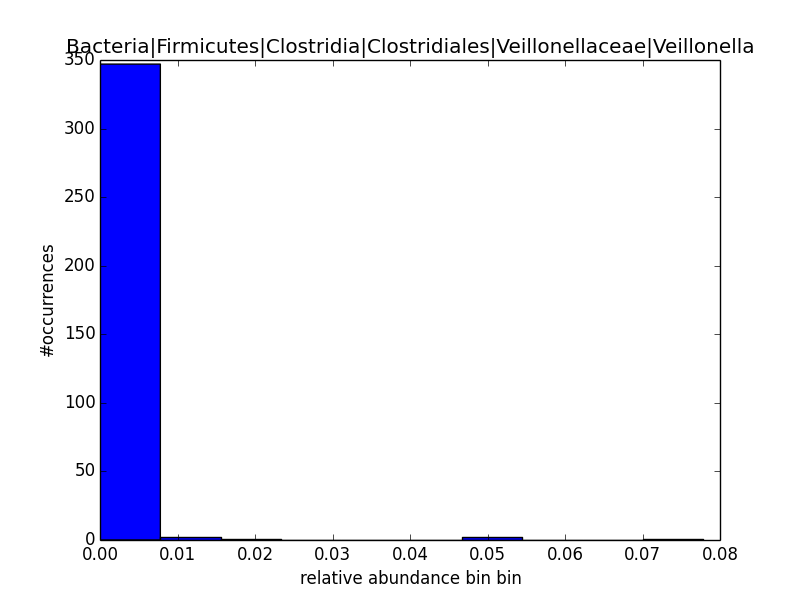 Bacteria|Firmicutes|Clostridia|Clostridiales|Veillonellaceae|Veillonella
350
300
250
200
150
100
50
0
#occurrences
0.00 0.01 0.02 0.03 0.04 0.05 0.06 0.07 0.08
relative abundance bin bin